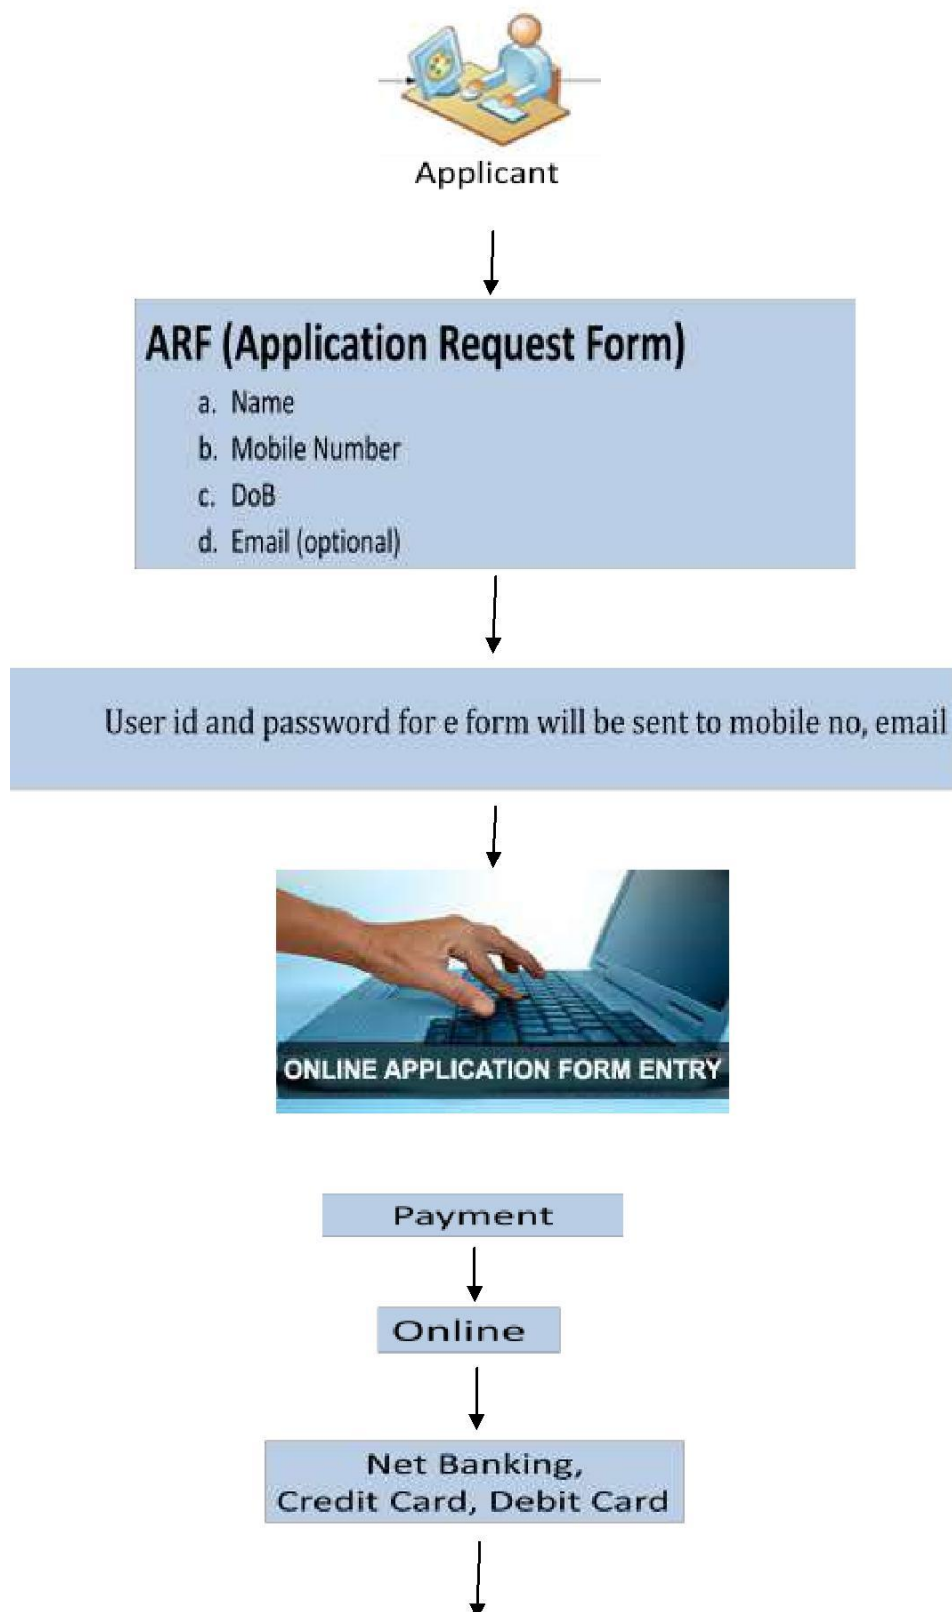 Applicant
ARF (Application Request Form)
a. Name
b. Mobile Number
c. DoB
d. Email (optional)
User id and password for e form will be sent to mobile no, email
ONLINE APPLICATION FORM ENTRY
Payment
Online
Net Banking,
Credit Card, Debit Card